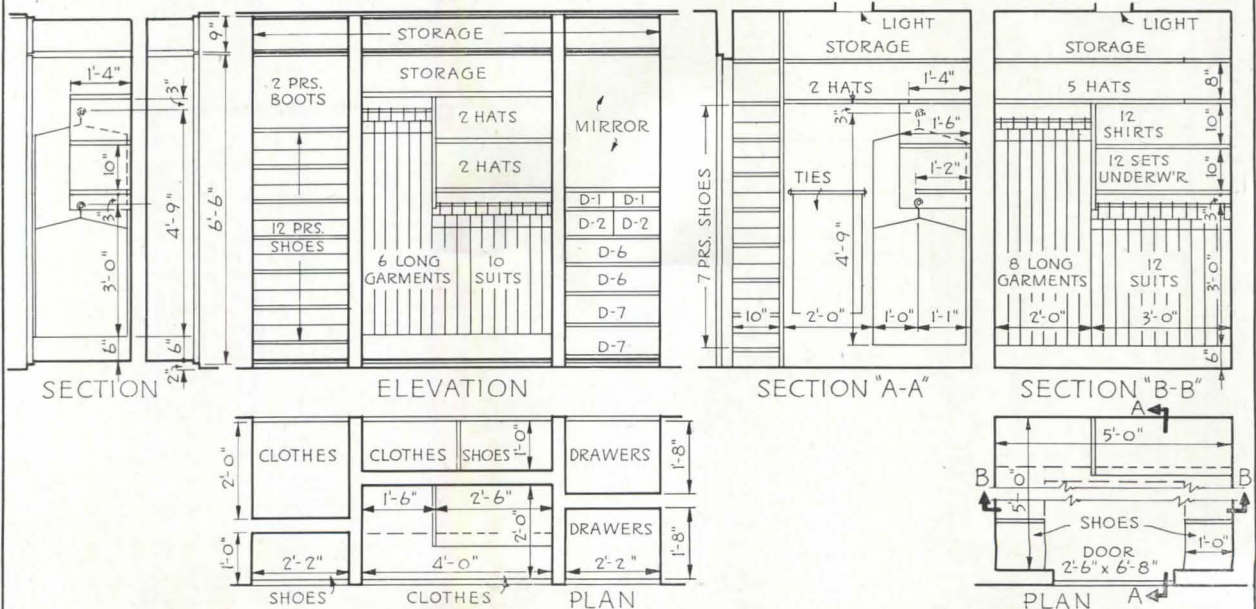 1'-4"
3"
10"
3"
3'-0"
4'-9"
6"
6"
2"
6'-6"
9"
SECTION
STORAGE
STORAGE
2 PRS.
BOOTS
2 HATS
2 HATS
MIRROR
12 PRS.
SHOES
6 LONG
GARMENTS
10
SUITS
D-1 D-1
D-2 D-2
D-6
D-6
D-7
D-7
ELEVATION
LIGHT
STORAGE
2 HATS
1'-4"
3"
1'-6"
1'-2"
TIES
7 PRS. SHOES
4'-9"
10"
2'-0"
1'-0"
1'-1"
SECTION "A-A"
LIGHT
STORAGE
5 HATS
8"
12
SHIRTS
10"
12 SETS
UNDERW'R
10"
3"
8 LONG
GARMENTS
12
SUITS
3'-0"
2'-0"
3'-0"
6"
SECTION "B-B"
2'-0"
CLOTHES
CLOTHES
SHOES
1'-0"
DRAWERS
1'-8"
1'-6"
2'-6"
2'-0"
DRAWERS
1'-8"
1'-0"
2'-2"
4'-0"
2'-2"
SHOES
CLOTHES
PLAN
A
5'-0"
B
5'-0"
B
SHOES
1'-0"
DOOR
2'-6" x 6'-8"
PLAN
A